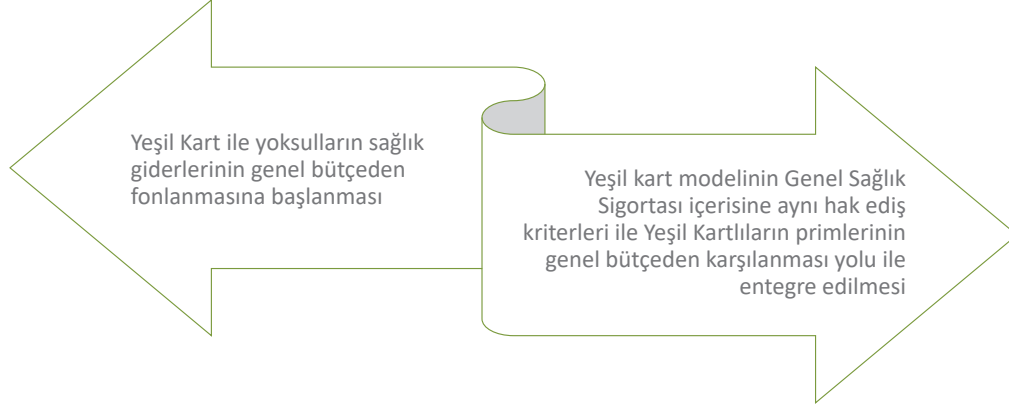 Yeşil Kart ile yoksulların sağlık
giderlerinin genel bütçeden
fonlanmasına başlanması
Yeşil kart modelinin Genel Sağlık
Sigortası içerisine aynı hak ediş
kriterleri ile Yeşil Kartlıların primlerinin
genel bütçeden karşılanması yolu ile
entegre edilmesi